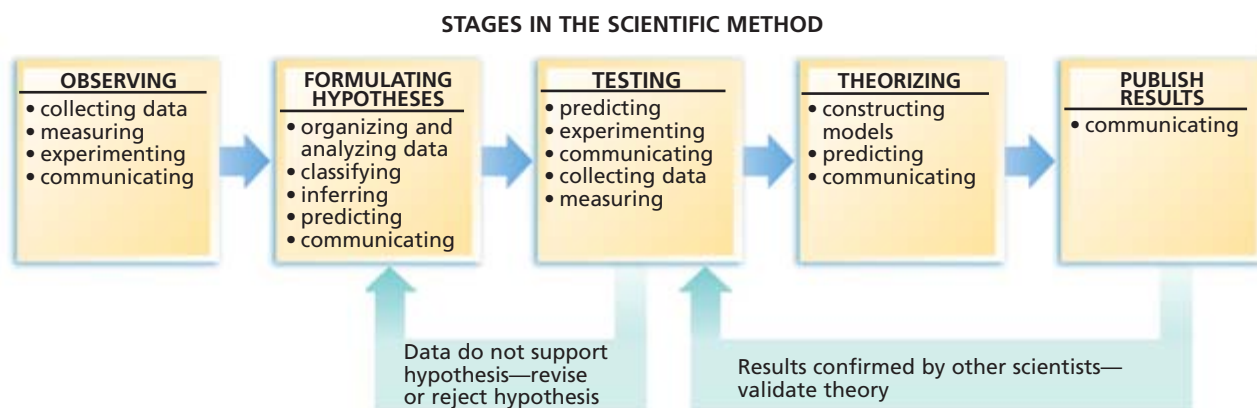 STAGES IN THE SCIENTIFIC METHOD
OBSERVING
• collecting data
• measuring
• experimenting
• communicating
FORMULATING
HYPOTHESES
• organizing and
analyzing data
• classifying
• inferring
• predicting
• communicating
TESTING
• predicting
• experimenting
• communicating
• collecting data
• measuring
THEORIZING
• constructing
models
• predicting
• communicating
PUBLISH
RESULTS
• communicating
Data do not support
hypothesis—revise
or reject hypothesis
Results confirmed by other scientists—
validate theory